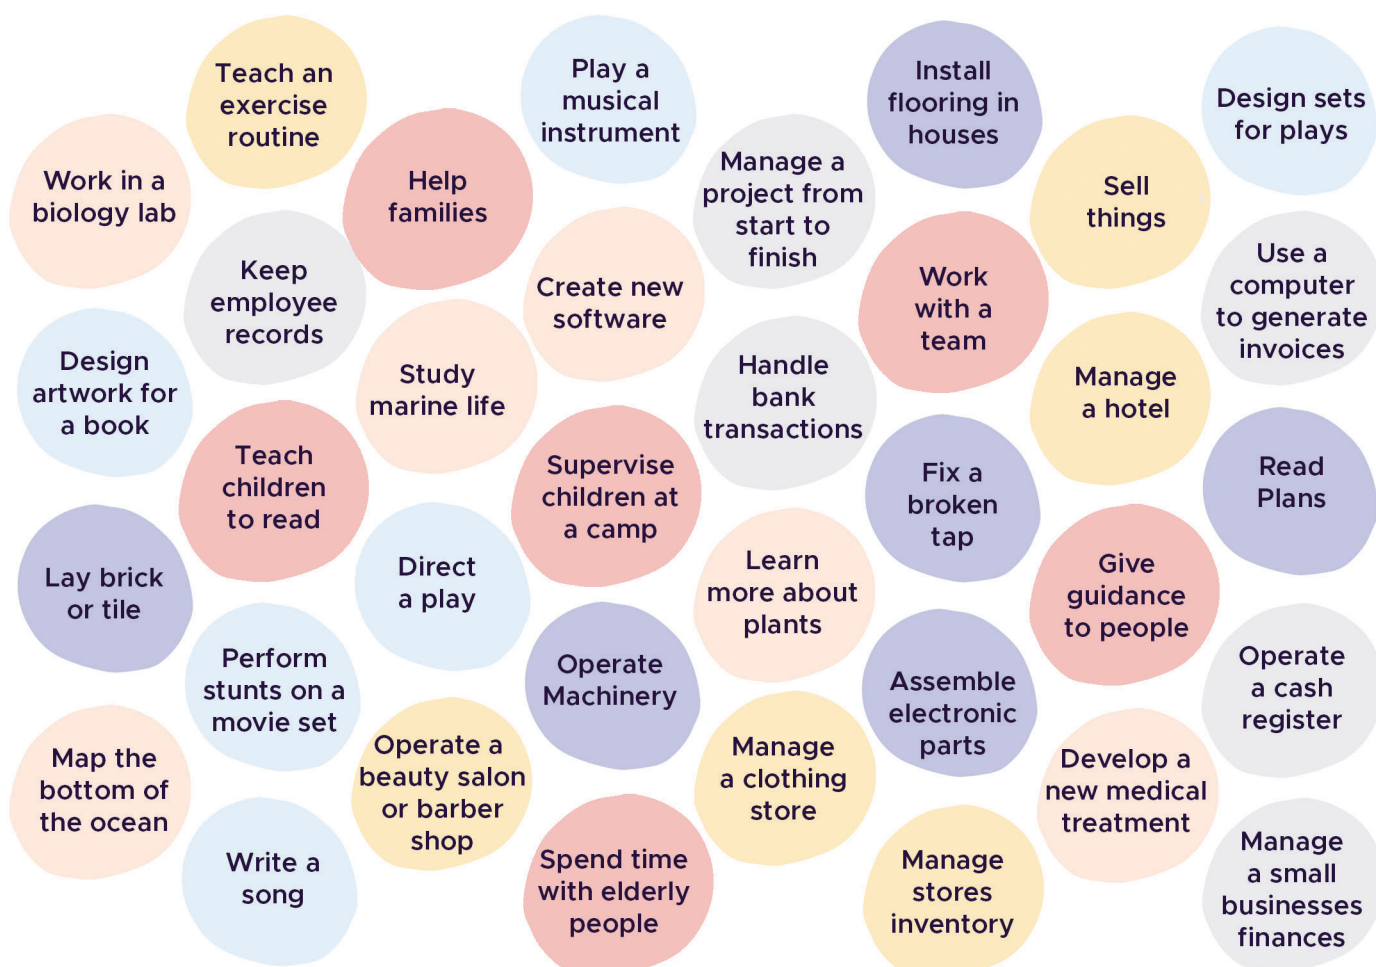 Teach an
exercise
routine
Play a
musical
instrument
Install
flooring in
houses
Design sets
for plays
Work in a
biology lab
Help
families
Manage a
project from
start to
finish
Sell
things
Keep
employee
records
Create new
software
Work
with a
team
Use a
computer
to generate
invoices
Design
artwork for
a book
Study
marine life
Handle
bank
transactions
Manage
a hotel
Teach
children
to read
Supervise
children at
a camp
Fix a
broken
tap
Read
Plans
Lay brick
or tile
Direct
a play
Learn
more about
plants
Give
guidance
to people
Perform
stunts on a
movie set
Operate
Machinery
Assemble
electronic
parts
Operate
a cash
register
Map the
bottom of
the ocean
Operate a
beauty salon
or barber
shop
Manage
a clothing
store
Develop a
new medical
treatment
Write a
song
Spend time
with elderly
people
Manage
stores
inventory
Manage
a small
businesses
finances